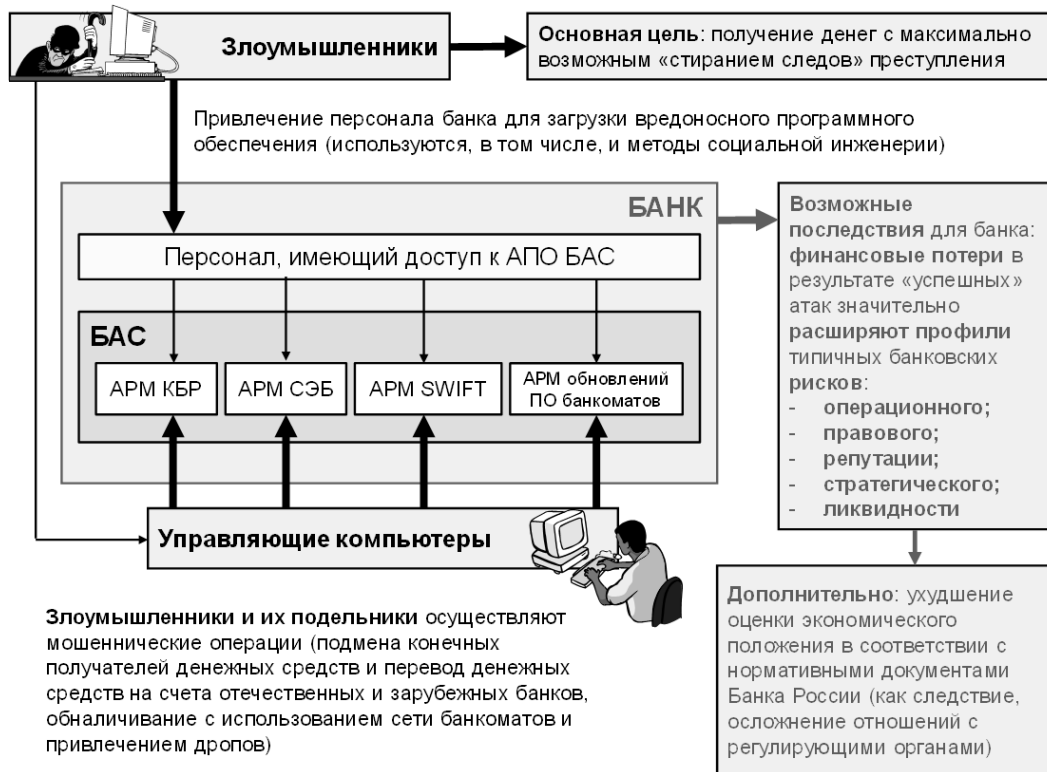 Злоумышленники
Основная цель: получение денег с максимально
возможным «стиранием следов» преступления
Привлечение персонала банка для загрузки вредоносного программного
обеспечения (используются, в том числе, и методы социальной инженерии)
БАНК
Персонал, имеющий доступ к АПО БАС
БАС
АРМ КБР
АРМ СЭБ
АРМ SWIFT
АРМ обновлений
ПО банкоматов
Возможные
последствия для банка:
финансовые потери в
результате «успешных»
атак значительно
расширяют профили
типичных банковских
рисков:
- операционного;
- правового;
- репутации;
- стратегического;
- ликвидности
Управляющие компьютеры
Злоумышленники и их подельники осуществляют
мошеннические операции (подмена конечных
получателей денежных средств и перевод денежных
средств на счета отечественных и зарубежных банков,
обналичивание с использованием сети банкоматов и
привлечением дропов)
Дополнительно: ухудшение
оценки экономического
положения в соответствии с
нормативными документами
Банка России (как следствие,
осложнение отношений с
регулирующими органами)